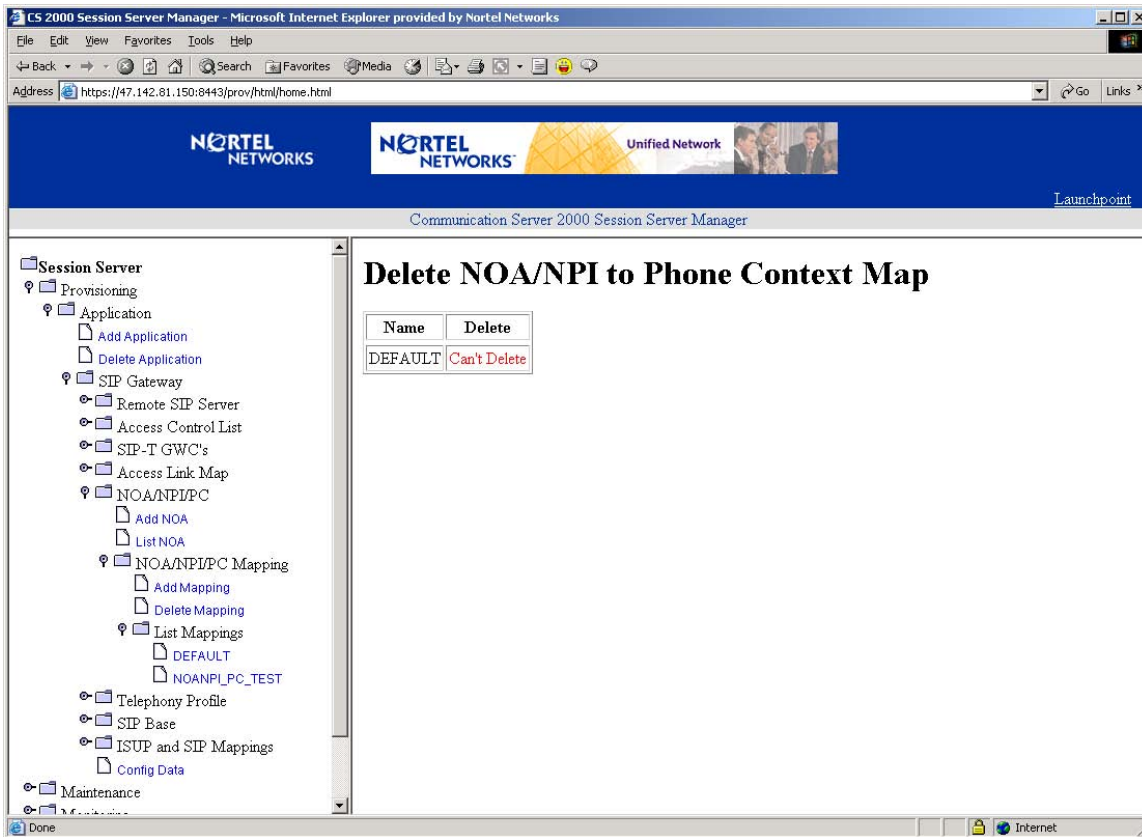 CS 2000 Session Server Manager - Microsoft Internet Explorer provided by Nortel Networks
File Edit View Favorites Tools Help
Back Search Favorites Media
Address https://47.142.81.150:8443/prov/html/home.html Go Links »
NORTEL NETWORKS
NORTEL NETWORKS™ Unified Network
Launchpoint
Communication Server 2000 Session Server Manager
Session Server
Provisioning
Application
Add Application
Delete Application
SIP Gateway
Remote SIP Server
Access Control List
SIP-T GWC's
Access Link Map
NOA/NPI/PC
Add NOA
List NOA
NOA/NPI/PC Mapping
Add Mapping
Delete Mapping
List Mappings
DEFAULT
NOANPI_PC_TEST
Telephony Profile
SIP Base
ISUP and SIP Mappings
Config Data
Maintenance
Delete NOA/NPI to Phone Context Map
Name Delete
DEFAULT Can't Delete
Done Internet